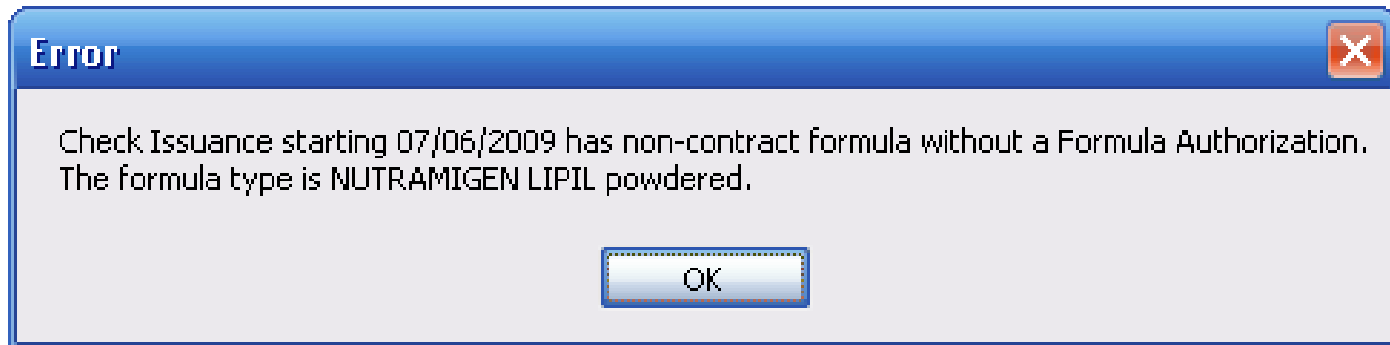 Error
Check Issuance starting 07/06/2009 has non-contract formula without a Formula Authorization.
The formula type is NUTRAMIGEN LIPIL powdered.
OK